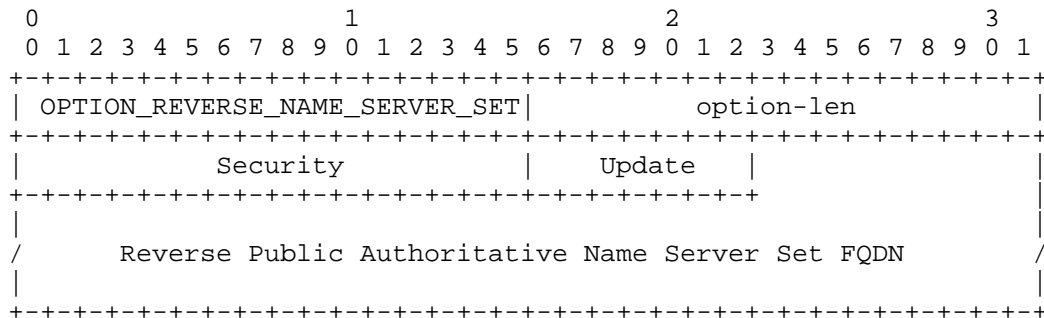 0                   1                   2                   3
 0 1 2 3 4 5 6 7 8 9 0 1 2 3 4 5 6 7 8 9 0 1 2 3 4 5 6 7 8 9 0 1
+-+-+-+-+-+-+-+-+-+-+-+-+-+-+-+-+-+-+-+-+-+-+-+-+-+-+-+-+-+-+-+-+
| OPTION_REVERSE_NAME_SERVER_SET|          option-len           |
+-+-+-+-+-+-+-+-+-+-+-+-+-+-+-+-+-+-+-+-+-+-+-+-+-+-+-+-+-+-+-+-+
|            Security           |    Update    |                |
+-+-+-+-+-+-+-+-+-+-+-+-+-+-+-+-+-+-+-+-+-+-+-+                 |
|                                                               |
/      Reverse Public Authoritative Name Server Set FQDN        /
|                                                               |
+-+-+-+-+-+-+-+-+-+-+-+-+-+-+-+-+-+-+-+-+-+-+-+-+-+-+-+-+-+-+-+-+